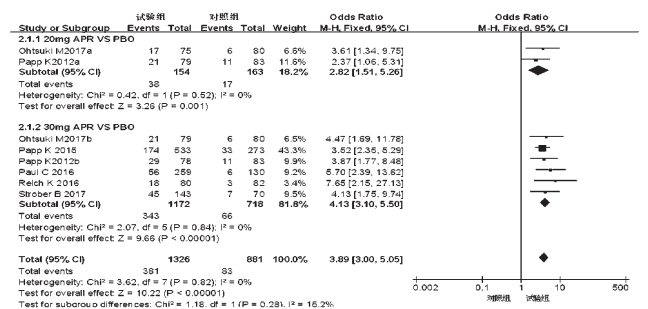 试验组 对照组 Odds Ratio Odds Ratio
Study or Subgroup Events Total Events Total Weight M-H, Fixed, 95% CI M-H, Fixed, 95% CI
2.1.1 20mg APR VS PBO
Ohtsuki M2017a 17 75 6 80 6.6% 3.61 [1.34, 9.75]
Papp K2012a 21 79 11 83 11.6% 2.37 [1.06, 5.31]
Subtotal (95% CI) 154 163 18.2% 2.82 [1.51, 5.26]
Total events 38 17
Heterogeneity: Chi² = 0.42, df = 1 (P = 0.52); I² = 0%
Test for overall effect: Z = 3.26 (P = 0.001)
2.1.2 30mg APR VS PBO
Ohtsuki M2017b 21 79 6 80 6.4% 4.47 [1.69, 11.78]
Papp K 2015 174 533 33 273 42.5% 3.52 [2.35, 5.29]
Papp K2012b 29 78 11 83 9.9% 3.87 [1.77, 8.48]
Paul C 2016 56 259 6 130 9.1% 5.70 [2.39, 13.62]
Reich K 2016 18 80 3 82 3.4% 7.65 [2.15, 27.13]
Strober B 2017 45 143 7 70 9.5% 4.13 [1.75, 9.74]
Subtotal (95% CI) 1172 718 81.8% 4.13 [3.10, 5.50]
Total events 343 66
Heterogeneity: Chi² = 2.07, df = 5 (P = 0.84); I² = 0%
Test for overall effect: Z = 9.66 (P < 0.00001)
Total (95% CI) 1326 881 100.0% 3.89 [3.00, 5.05]
Total events 381 83
Heterogeneity: Chi² = 3.62, df = 7 (P = 0.82); I² = 0%
Test for overall effect: Z = 10.22 (P < 0.00001)
Test for subgroup differences: Chi² = 1.18, df = 1 (P = 0.28), I² = 15.2%
0.002 0.1 1 10 500
对照组 试验组